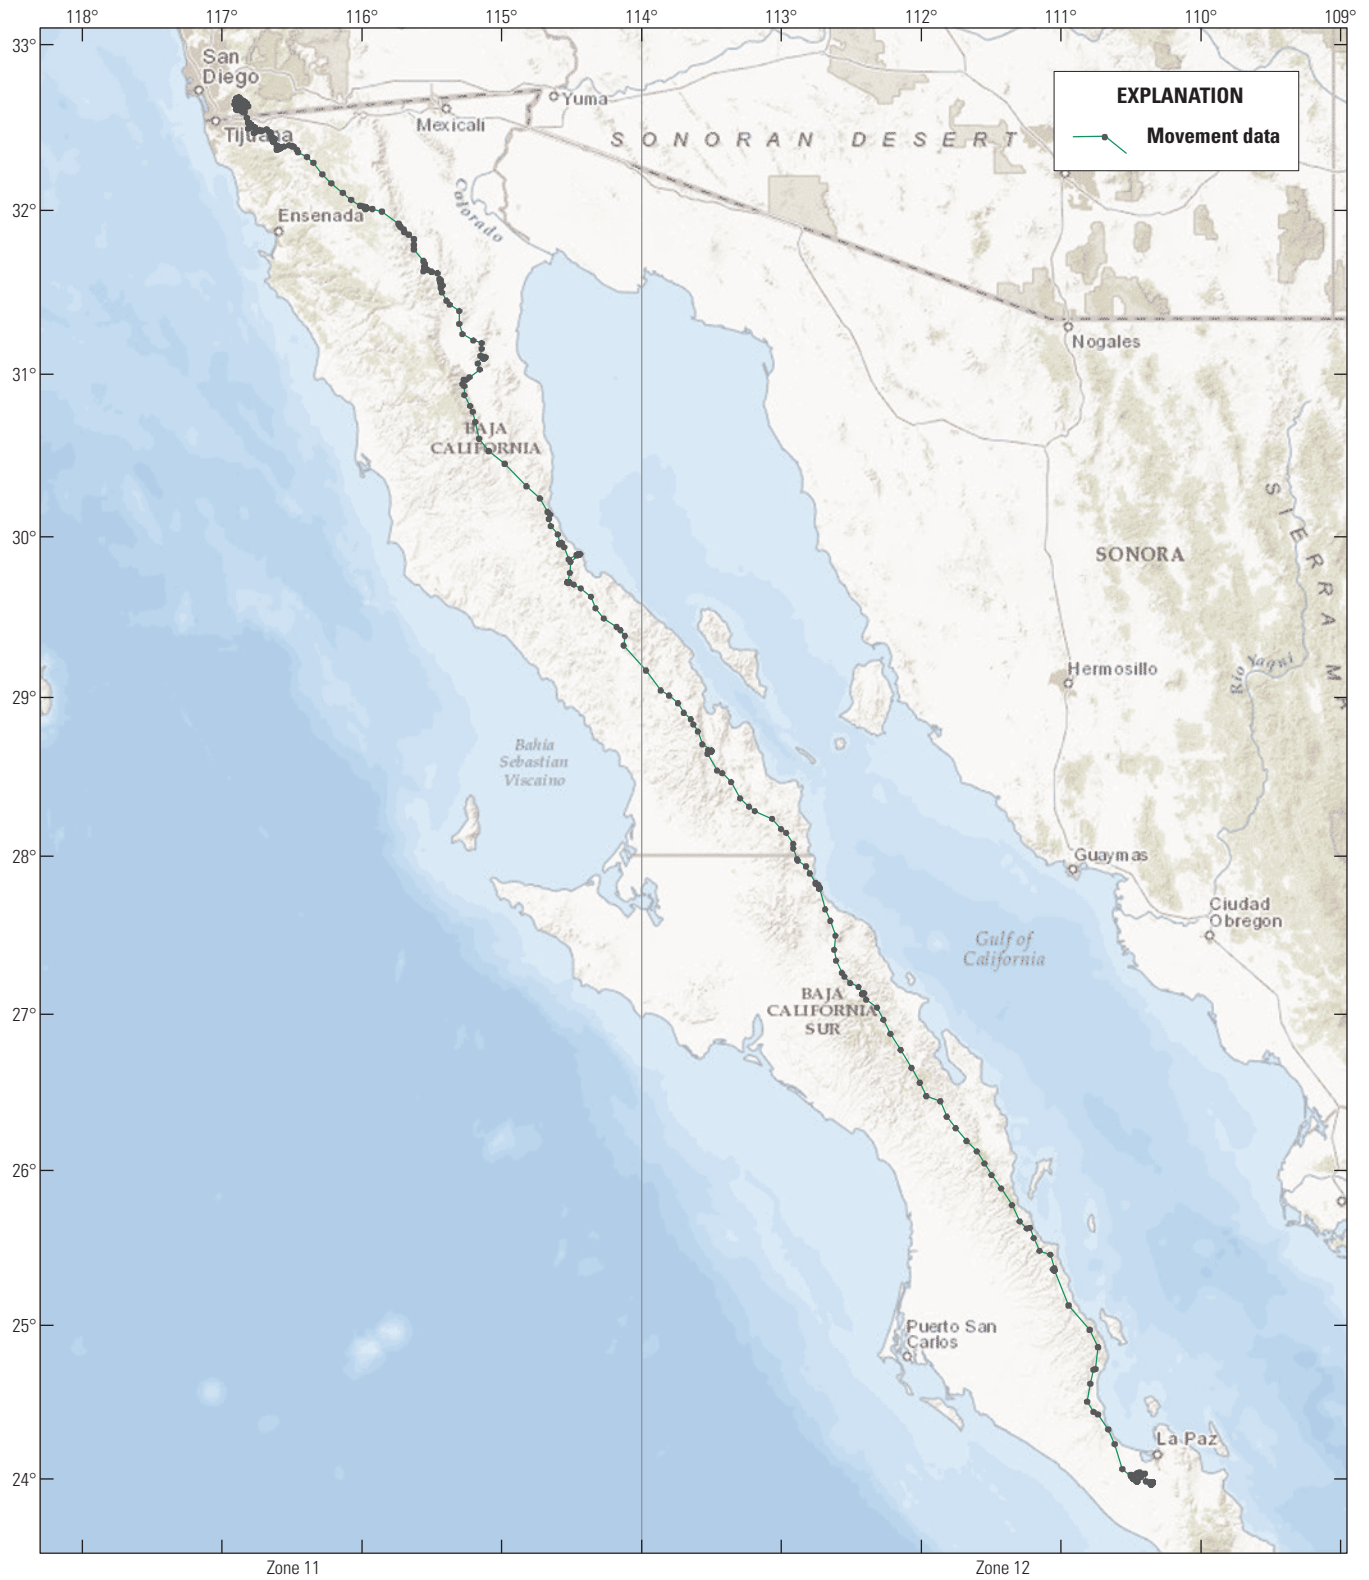 118° 117° 116° 115° 114° 113° 112° 111° 110° 109°
33°
San
Diego
EXPLANATION
Movement data
Yuma
Mexicali
Tijuana
SONORAN DESERT
32°
Colorado
Ensenada
Nogales
31°
BAJA
CALIFORNIA
SIERRA MA
30°
SONORA
Hermosillo
Rio Yaqui
29°
Bahia
Sebastian
Viscaino
28°
Guaymas
Ciudad
Obregon
Gulf of
California
27°
BAJA
CALIFORNIA
SUR
26°
25°
Puerto San
Carlos
La Paz
24°
Zone 11 Zone 12